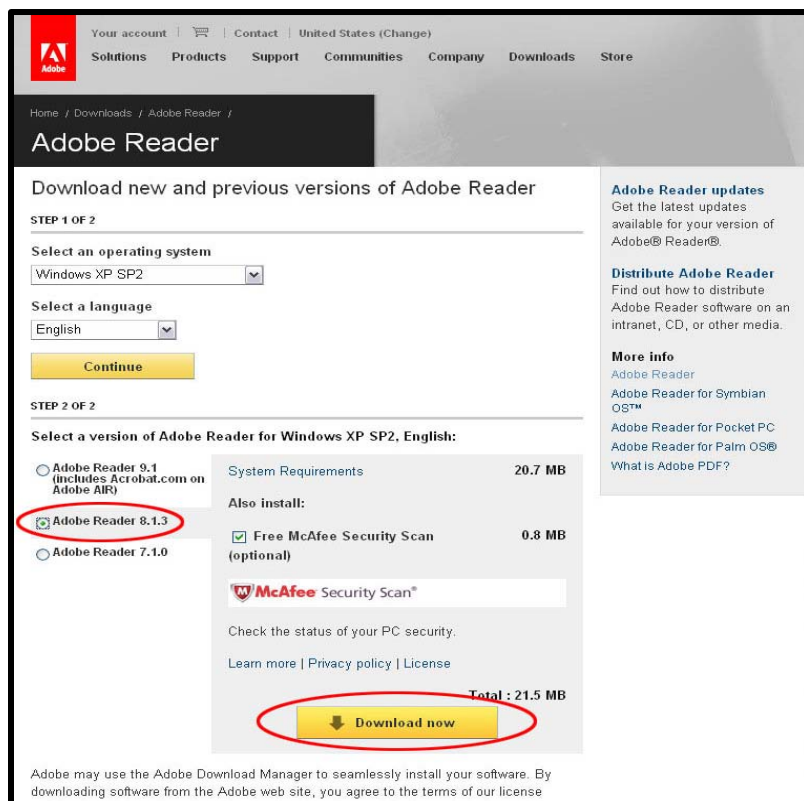 Your account | | Contact | United States (Change)
Adobe
Solutions Products Support Communities Company Downloads Store
Home / Downloads / Adobe Reader /
Adobe Reader
Download new and previous versions of Adobe Reader
STEP 1 OF 2
Select an operating system
Windows XP SP2
Select a language
English
Continue
STEP 2 OF 2
Select a version of Adobe Reader for Windows XP SP2, English:
Adobe Reader 9.1
(includes Acrobat.com on
Adobe AIR)
Adobe Reader 8.1.3
Adobe Reader 7.1.0
System Requirements 20.7 MB
Also install:
Free McAfee Security Scan 0.8 MB
(optional)
McAfee Security Scan®
Check the status of your PC security.
Learn more | Privacy policy | License
Total : 21.5 MB
Download now
Adobe may use the Adobe Download Manager to seamlessly install your software. By
downloading software from the Adobe web site, you agree to the terms of our license
Adobe Reader updates
Get the latest updates
available for your version of
Adobe® Reader®.
Distribute Adobe Reader
Find out how to distribute
Adobe Reader software on an
intranet, CD, or other media.
More info
Adobe Reader
Adobe Reader for Symbian
OS™
Adobe Reader for Pocket PC
Adobe Reader for Palm OS®
What is Adobe PDF?